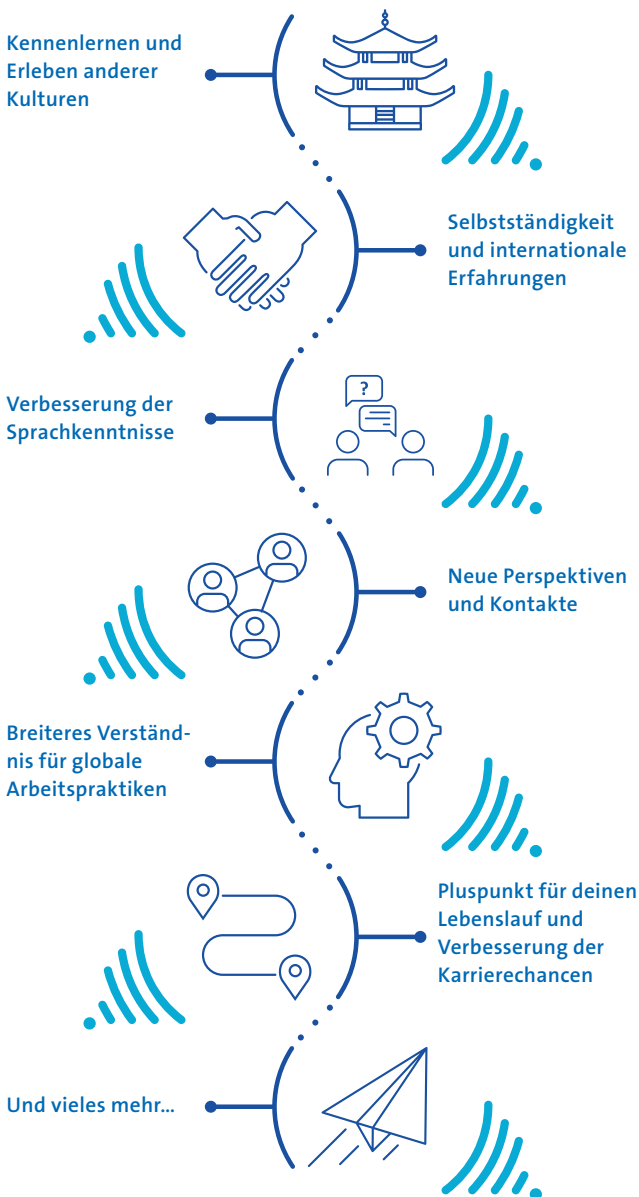 Kennenlernen und
Erleben anderer
Kulturen
Selbstständigkeit
und internationale
Erfahrungen
Verbesserung der
Sprachkenntnisse
?
Neue Perspektiven
und Kontakte
Breiteres Verständ-
nis für globale
Arbeitspraktiken
Pluspunkt für deinen
Lebenslauf und
Verbesserung der
Karrierechancen
Und vieles mehr...